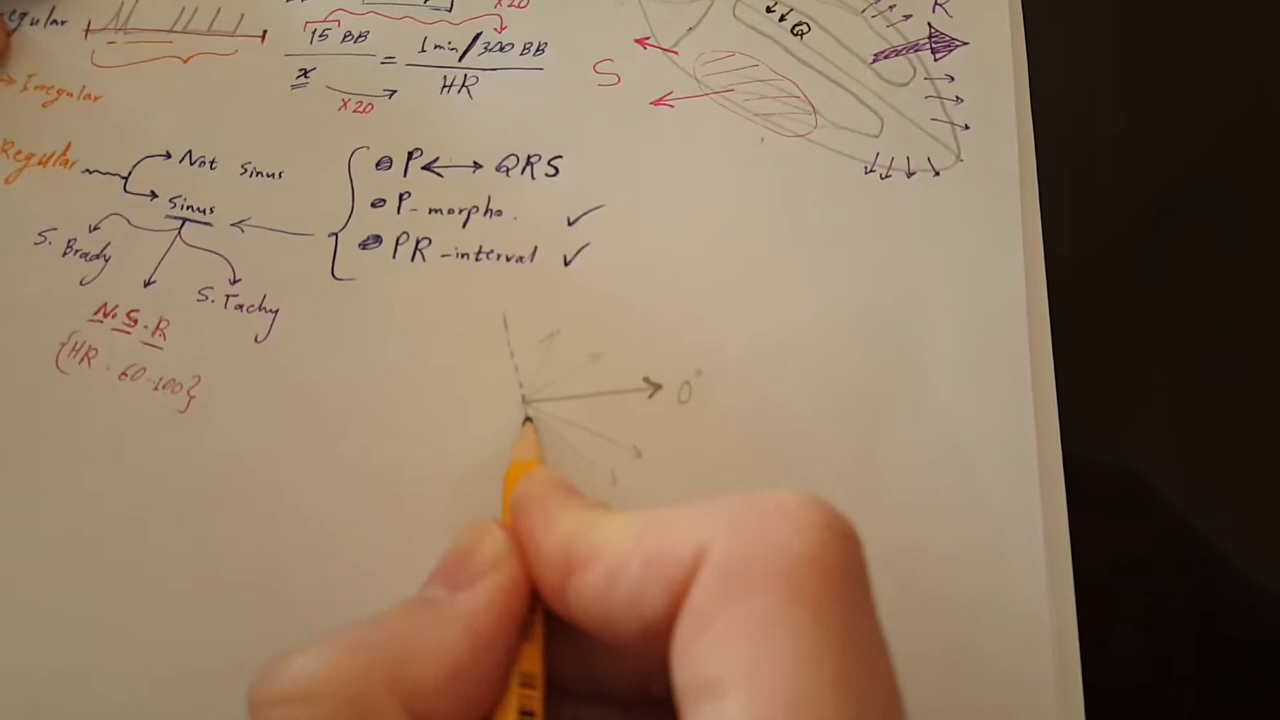 egular
x20
15 BB = 1 min / 300 BB
x HR
x20
Irregular
Q
R
S
Regular
Not Sinus
Sinus
S. Brady
S. Tachy
N.S.R
{HR - 60-100}
P ↔ QRS
P-morpho. ✓
PR-interval ✓
0°